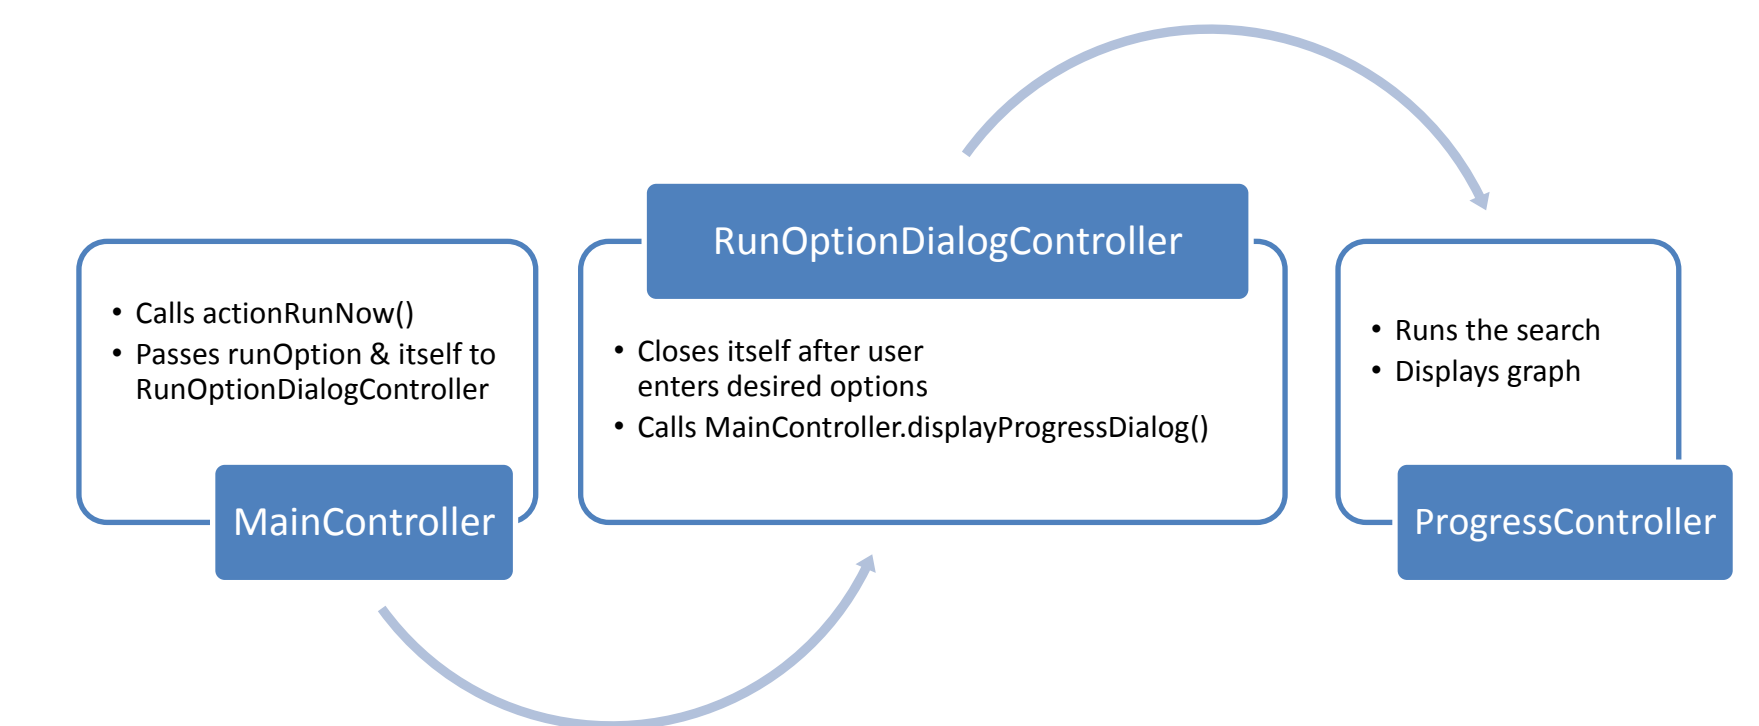 • Calls actionRunNow()
• Passes runOption & itself to
RunOptionDialogController
MainController
RunOptionDialogController
• Closes itself after user
enters desired options
• Calls MainController.displayProgressDialog()
• Runs the search
• Displays graph
ProgressController